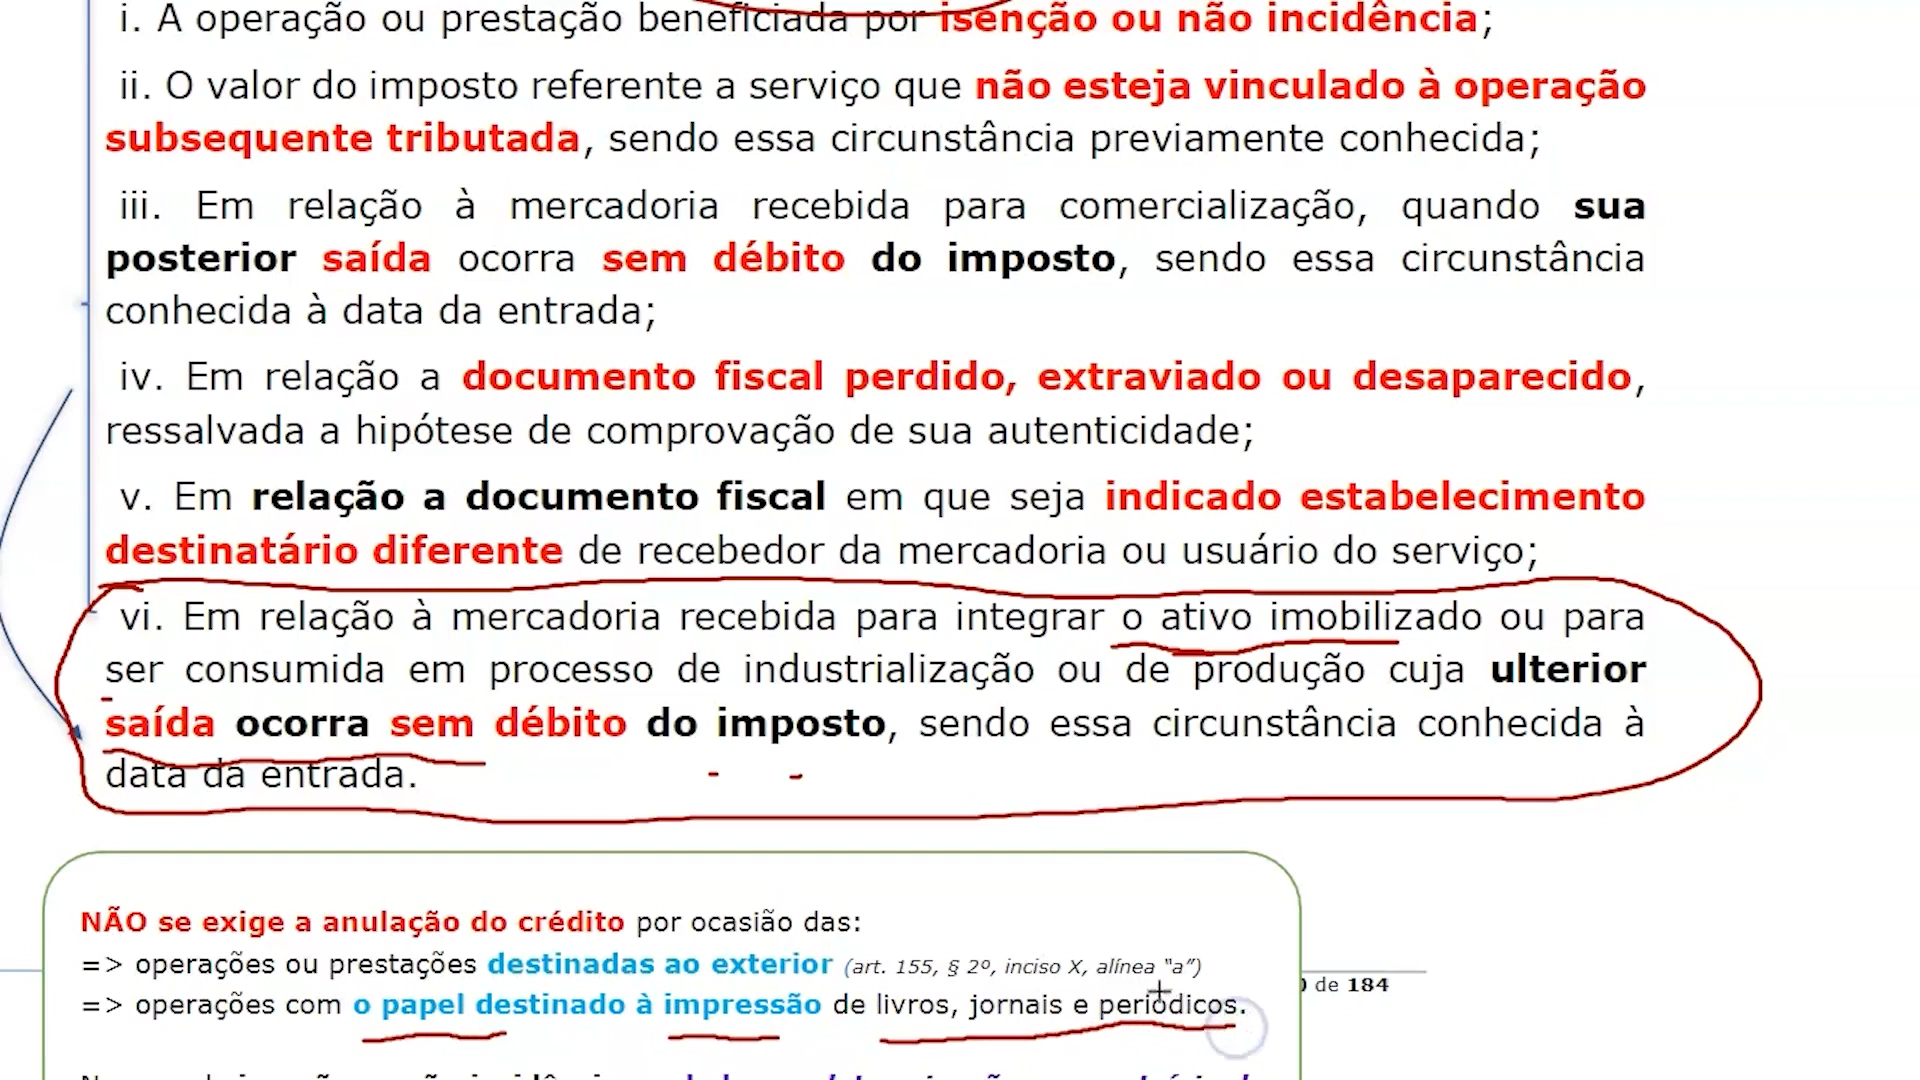 i. A operação ou prestação beneficiada por isenção ou não incidência;
ii. O valor do imposto referente a serviço que não esteja vinculado à operação
subsequente tributada, sendo essa circunstância previamente conhecida;
iii. Em relação à mercadoria recebida para comercialização, quando sua
posterior saída ocorra sem débito do imposto, sendo essa circunstância
conhecida à data da entrada;
iv. Em relação a documento fiscal perdido, extraviado ou desaparecido,
ressalvada a hipótese de comprovação de sua autenticidade;
v. Em relação a documento fiscal em que seja indicado estabelecimento
destinatário diferente de recebedor da mercadoria ou usuário do serviço;
vi. Em relação à mercadoria recebida para integrar o ativo imobilizado ou para
ser consumida em processo de industrialização ou de produção cuja ulterior
saída ocorra sem débito do imposto, sendo essa circunstância conhecida à
data da entrada.
NÃO se exige a anulação do crédito por ocasião das:
=> operações ou prestações destinadas ao exterior (art. 155, § 2º, inciso X, alínea “a”)
=> operações com o papel destinado à impressão de livros, jornais e periódicos.
de 184